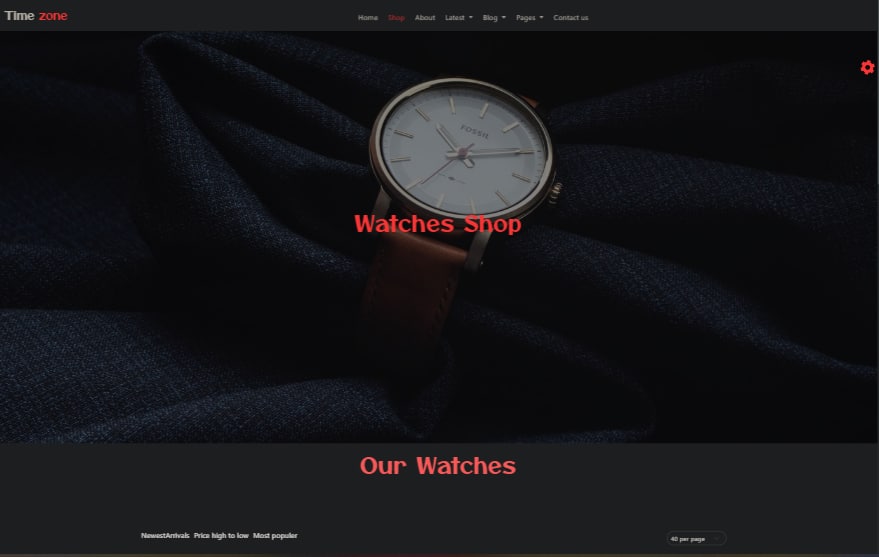 Time zone
Home Shop About Latest Blog Pages Contact us
FOSSIL
Watches Shop
Our Watches
NewestArrivals Price high to low Most populer
40 per page